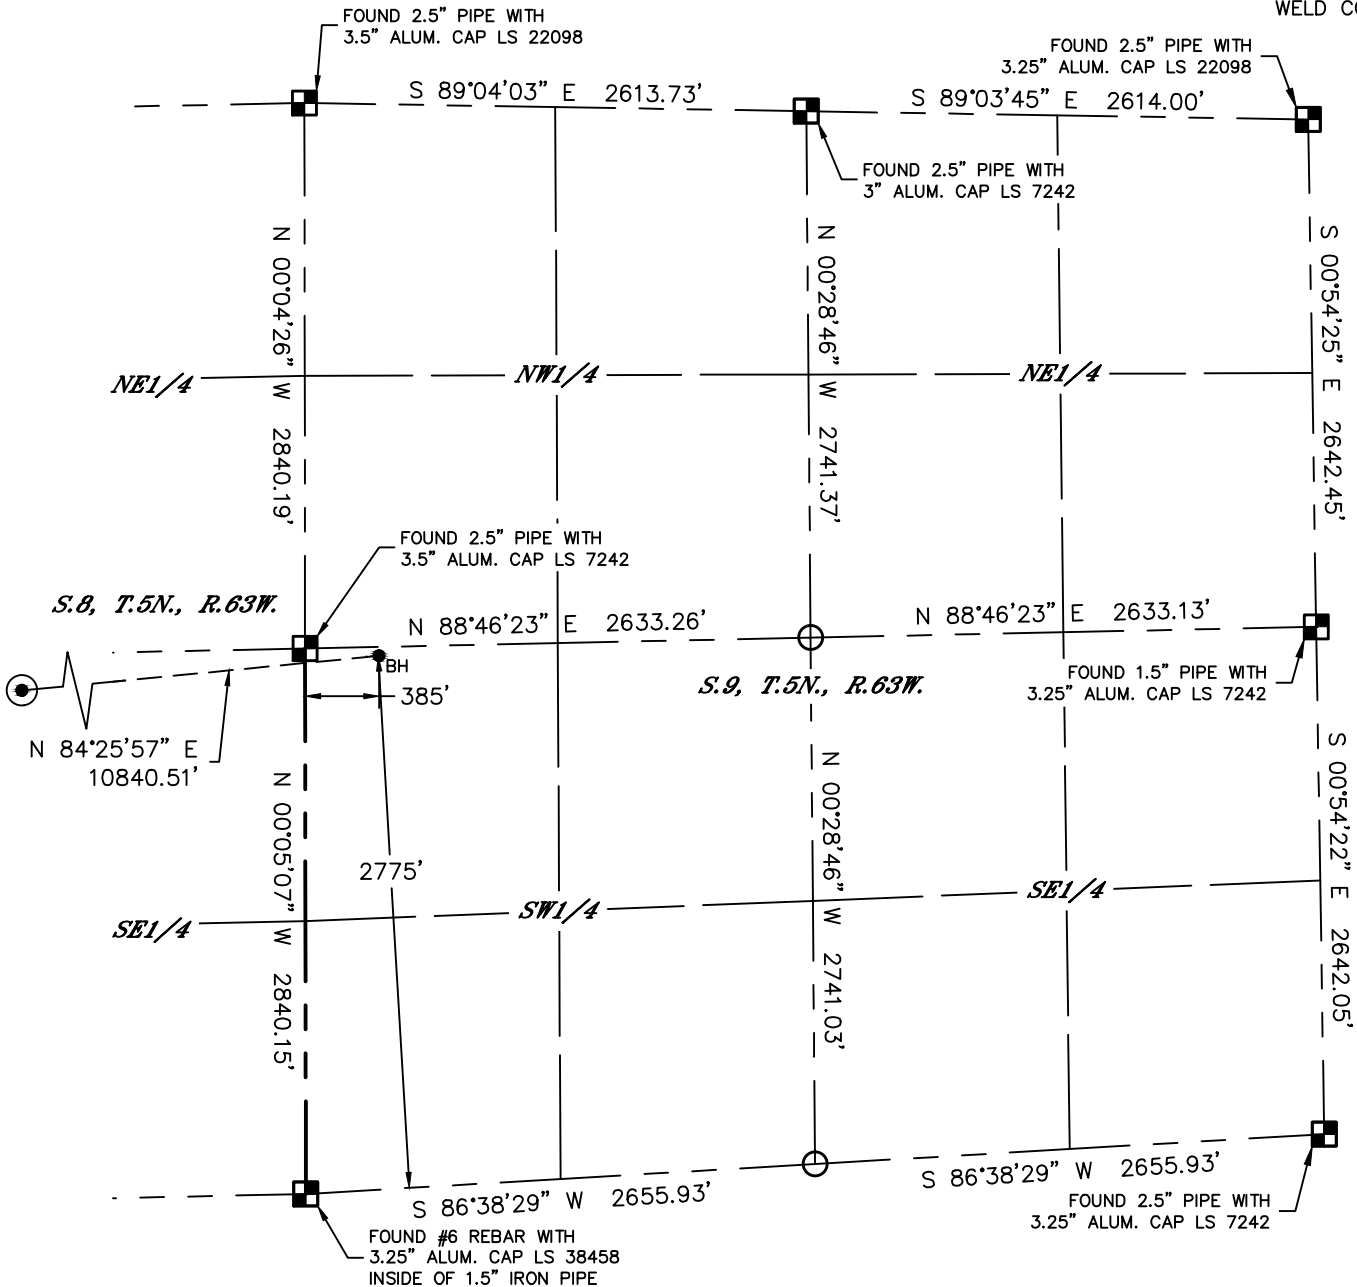 WELD CO
FOUND 2.5" PIPE WITH
3.5" ALUM. CAP LS 22098
FOUND 2.5" PIPE WITH
3.25" ALUM. CAP LS 22098
S 89°04'03" E 2613.73'
S 89°03'45" E 2614.00'
FOUND 2.5" PIPE WITH
3" ALUM. CAP LS 7242
N 00°04'26" W 2840.19'
N 00°28'46" W 2741.37'
S 00°54'25" E 2642.45'
NE1/4
NW1/4
NE1/4
FOUND 2.5" PIPE WITH
3.5" ALUM. CAP LS 7242
S.8, T.5N., R.63W.
N 88°46'23" E 2633.26'
N 88°46'23" E 2633.13'
BH
385'
S.9, T.5N., R.63W.
FOUND 1.5" PIPE WITH
3.25" ALUM. CAP LS 7242
N 84°25'57" E
10840.51'
N 00°05'07" W 2840.15'
2775'
N 00°28'46" W 2741.03'
S 00°54'22" E 2642.05'
SE1/4
SW1/4
SE1/4
S 86°38'29" W 2655.93'
S 86°38'29" W 2655.93'
FOUND 2.5" PIPE WITH
3.25" ALUM. CAP LS 7242
FOUND #6 REBAR WITH
3.25" ALUM. CAP LS 38458
INSIDE OF 1.5" IRON PIPE